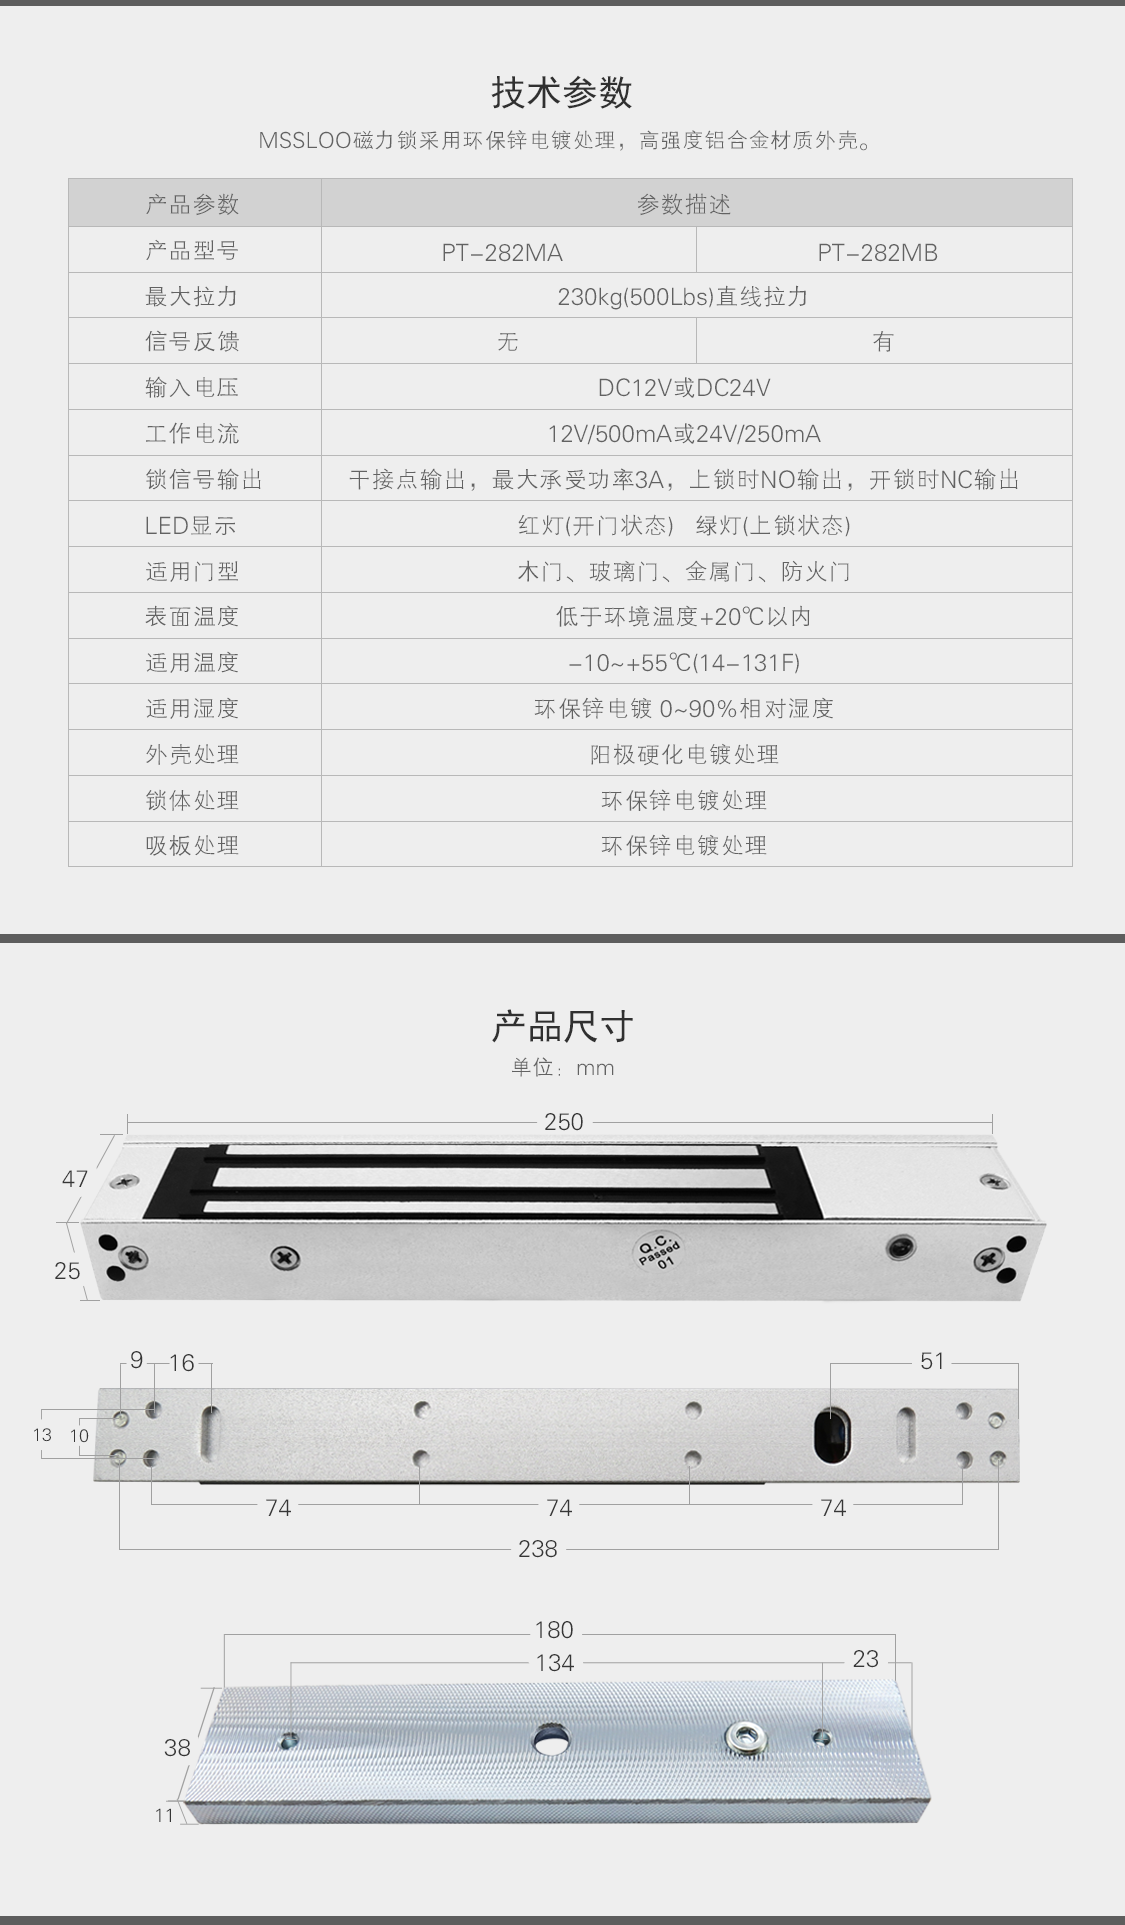 技术参数
MSSLOO磁力锁采用环保锌电镀处理，高强度铝合金材质外壳。
产品参数 参数描述
产品型号 PT-282MA PT-282MB
最大拉力 230kg(500Lbs)直线拉力
信号反馈 无 有
输入电压 DC12V或DC24V
工作电流 12V/500mA或24V/250mA
锁信号输出 干接点输出，最大承受功率3A，上锁时NO输出，开锁时NC输出
LED显示 红灯(开门状态) 绿灯(上锁状态)
适用门型 木门、玻璃门、金属门、防火门
表面温度 低于环境温度+20℃以内
适用温度 -10~+55℃(14-131F)
适用湿度 环保锌电镀 0~90%相对湿度
外壳处理 阳极硬化电镀处理
锁体处理 环保锌电镀处理
吸板处理 环保锌电镀处理
产品尺寸
单位：mm
250
47
25
Q.C.
Passed
01
9 16 51
13 10
74 74 74
238
180
134 23
38
11